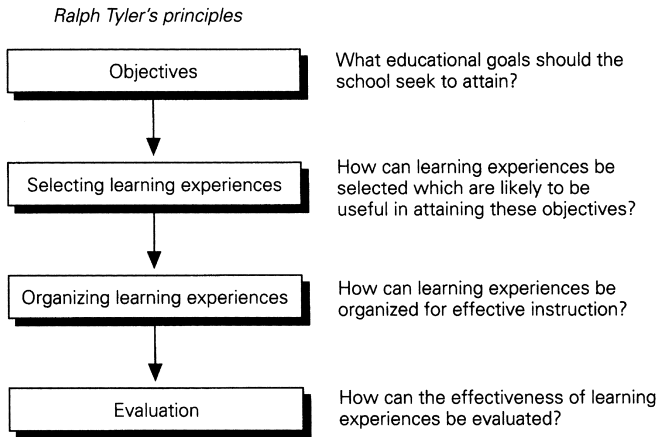 Ralph Tyler's principles
Objectives
What educational goals should the
school seek to attain?
Selecting learning experiences
How can learning experiences be
selected which are likely to be
useful in attaining these objectives?
Organizing learning experiences
How can learning experiences be
organized for effective instruction?
Evaluation
How can the effectiveness of learning
experiences be evaluated?